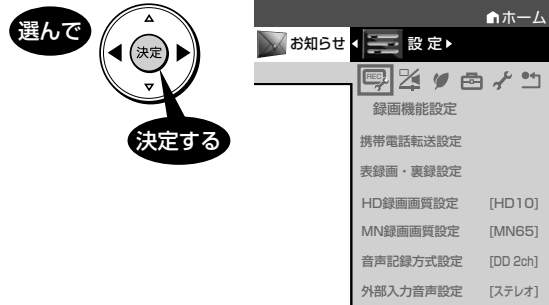 選んで
決定
決定する
ホーム
お知らせ
設定
REC
録画機能設定
携帯電話転送設定
表録画・裏録設定
HD録画画質設定 [HD10]
MN録画画質設定 [MN65]
音声記録方式設定 [DD 2ch]
外部入力音声設定 [ステレオ]